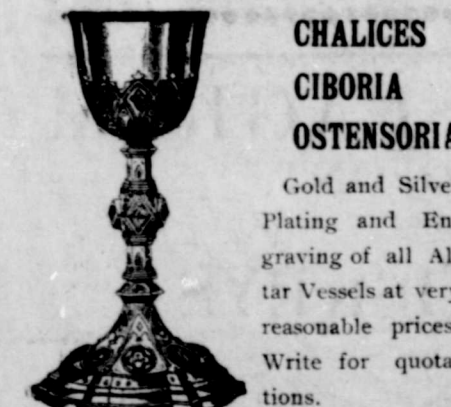 CHALICES
CIBORIA
OSTENSORIA
Gold and Silve
Plating and En
graving of all Al
tar Vessels at very
reasonable prices
Write for quota
tions.